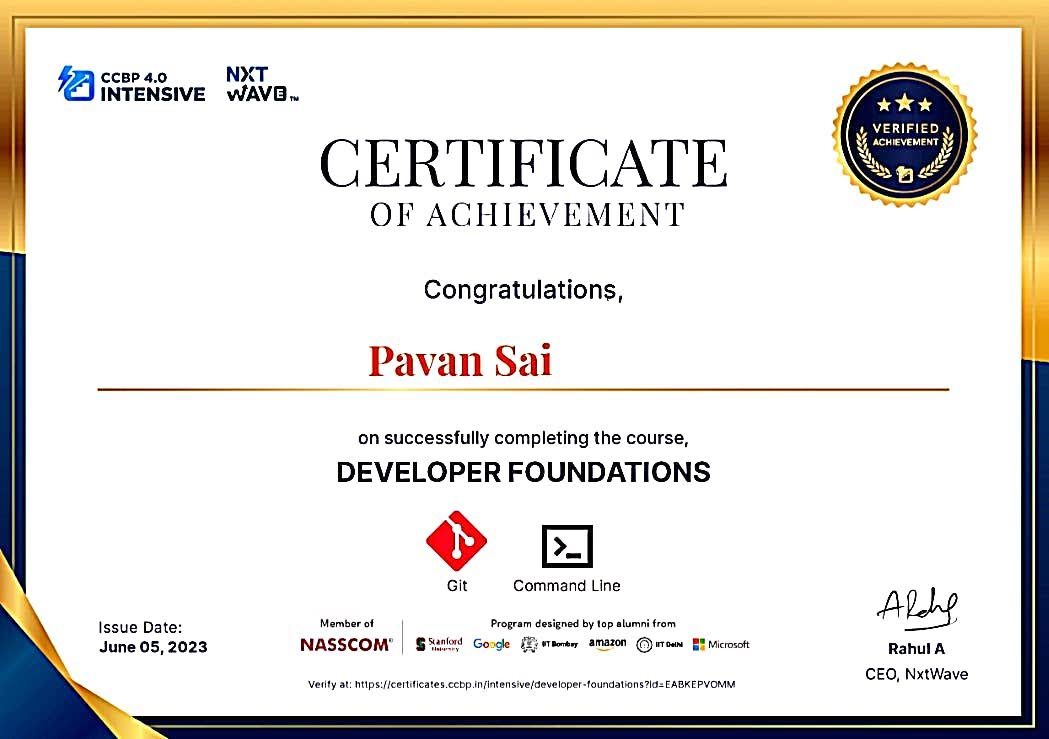 CCBP 4.0
INTENSIVE
NXT
WAVE™
VERIFIED
ACHIEVEMENT
CERTIFICATE
OF ACHIEVEMENT
Congratulations,
Pavan Sai
on successfully completing the course,
DEVELOPER FOUNDATIONS
Git
Command Line
Issue Date:
June 05, 2023
Member of
NASSCOM®
Program designed by top alumni from
Stanford
University
Google
IIT Bombay
amazon
IIT Delhi
Microsoft
Verify at: https://certificates.ccbp.in/intensive/developer-foundations?id=EABKEPVOMM
Rahul A
CEO, NxtWave